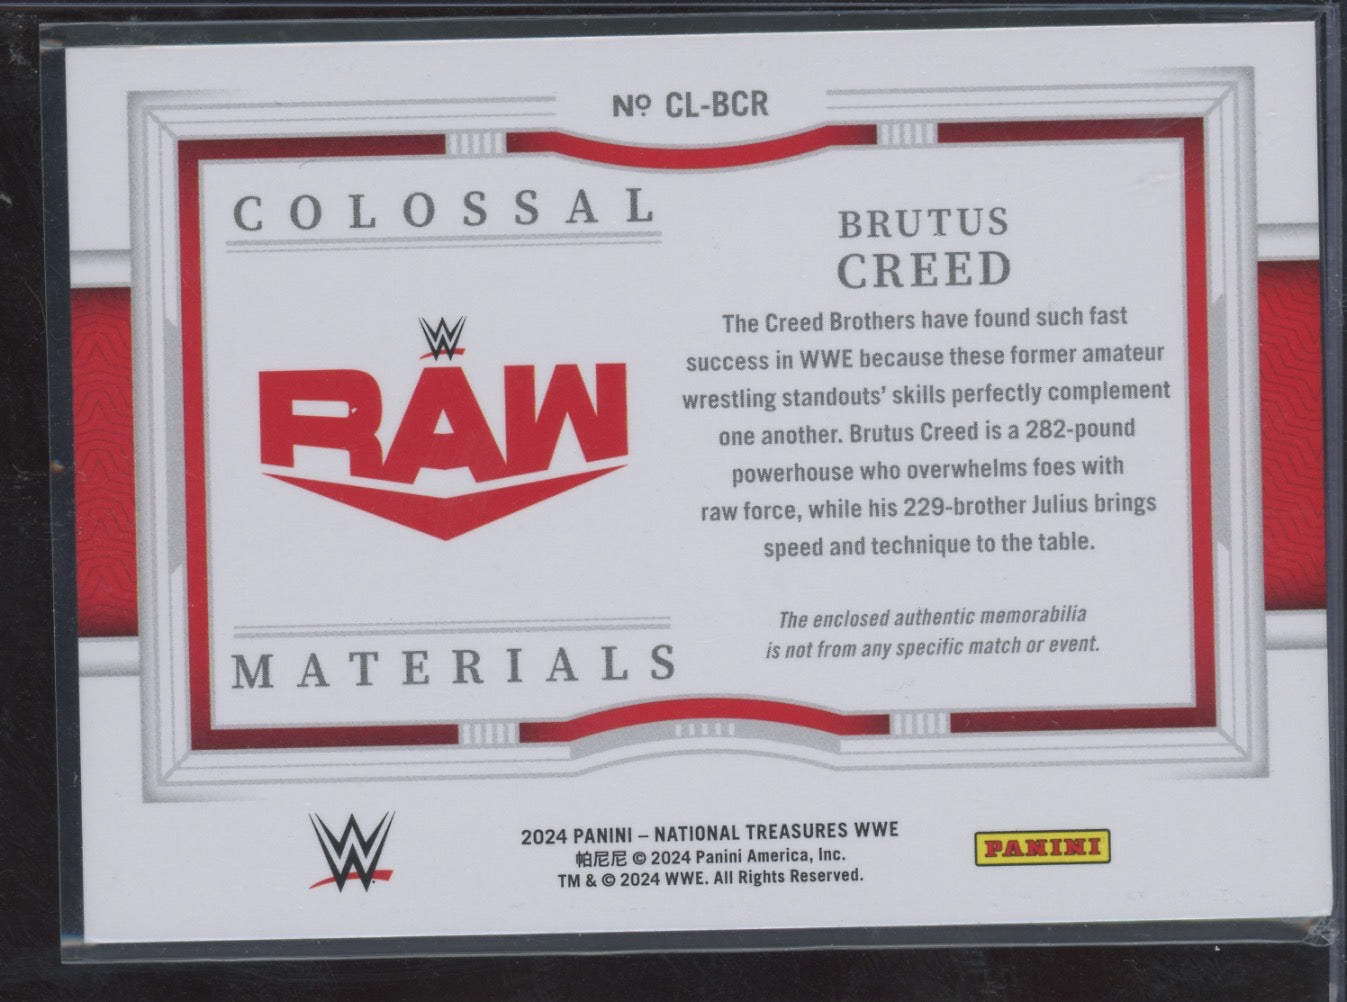 Nº CL-BCR
COLOSSAL
W
RAW
MATERIALS
BRUTUS
CREED
The Creed Brothers have found such fast
success in WWE because these former amateur
wrestling standouts' skills perfectly complement
one another. Brutus Creed is a 282-pound
powerhouse who overwhelms foes with
raw force, while his 229-brother Julius brings
speed and technique to the table.
The enclosed authentic memorabilia
is not from any specific match or event.
W
2024 PANINI – NATIONAL TREASURES WWE
帕尼尼 © 2024 Panini America, Inc.
TM & © 2024 WWE. All Rights Reserved.
PANINI